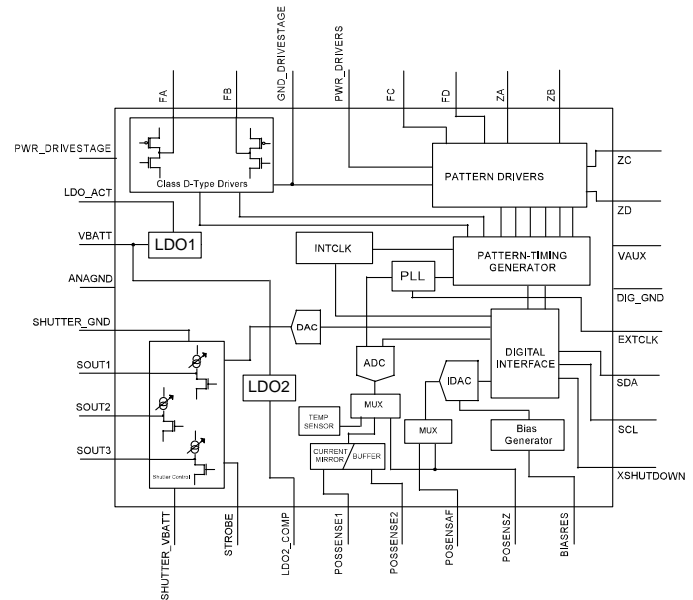 FA
FB
GND_DRIVESTAGE
PWR_DRIVERS
FC
FD
ZA
ZB
PWR_DRIVESTAGE
LDO_ACT
VBATT
ANAGND
SHUTTER_GND
SOUT1
SOUT2
SOUT3
Class D-Type Drivers
PATTERN DRIVERS
LDO1
INTCLK
PATTERN-TIMING
GENERATOR
PLL
DAC
ADC
DIGITAL
INTERFACE
LDO2
IDAC
MUX
TEMP
SENSOR
MUX
Bias
Generator
CURRENT
MIRROR
BUFFER
Shutter Control
ZC
ZD
VAUX
DIG_GND
EXTCLK
SDA
SCL
XSHUTDOWN
SHUTTER_VBATT
STROBE
LDO2_COMP
POSSENSE1
POSSENSE2
POSENSAF
POSENSZ
BIASRES